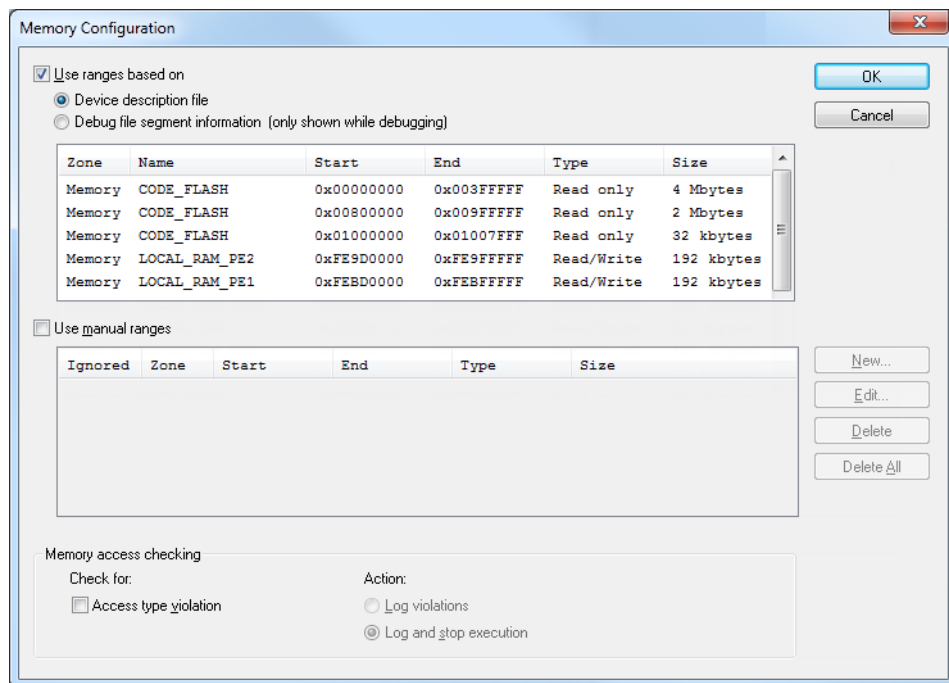 Memory Configuration
Use ranges based on
OK
Device description file
Debug file segment information (only shown while debugging)
Cancel
Zone Name Start End Type Size
Memory CODE_FLASH 0x00000000 0x003FFFFF Read only 4 Mbytes
Memory CODE_FLASH 0x00800000 0x009FFFFF Read only 2 Mbytes
Memory CODE_FLASH 0x01000000 0x01007FFF Read only 32 kbytes
Memory LOCAL_RAM_PE2 0xFE9D0000 0xFE9FFFFF Read/Write 192 kbytes
Memory LOCAL_RAM_PE1 0xFEBD0000 0xFEBFFFFF Read/Write 192 kbytes
Use manual ranges
Ignored Zone Start End Type Size
New...
Edit...
Delete
Delete All
Memory access checking
Check for: Action:
Access type violation Log violations
Log and stop execution